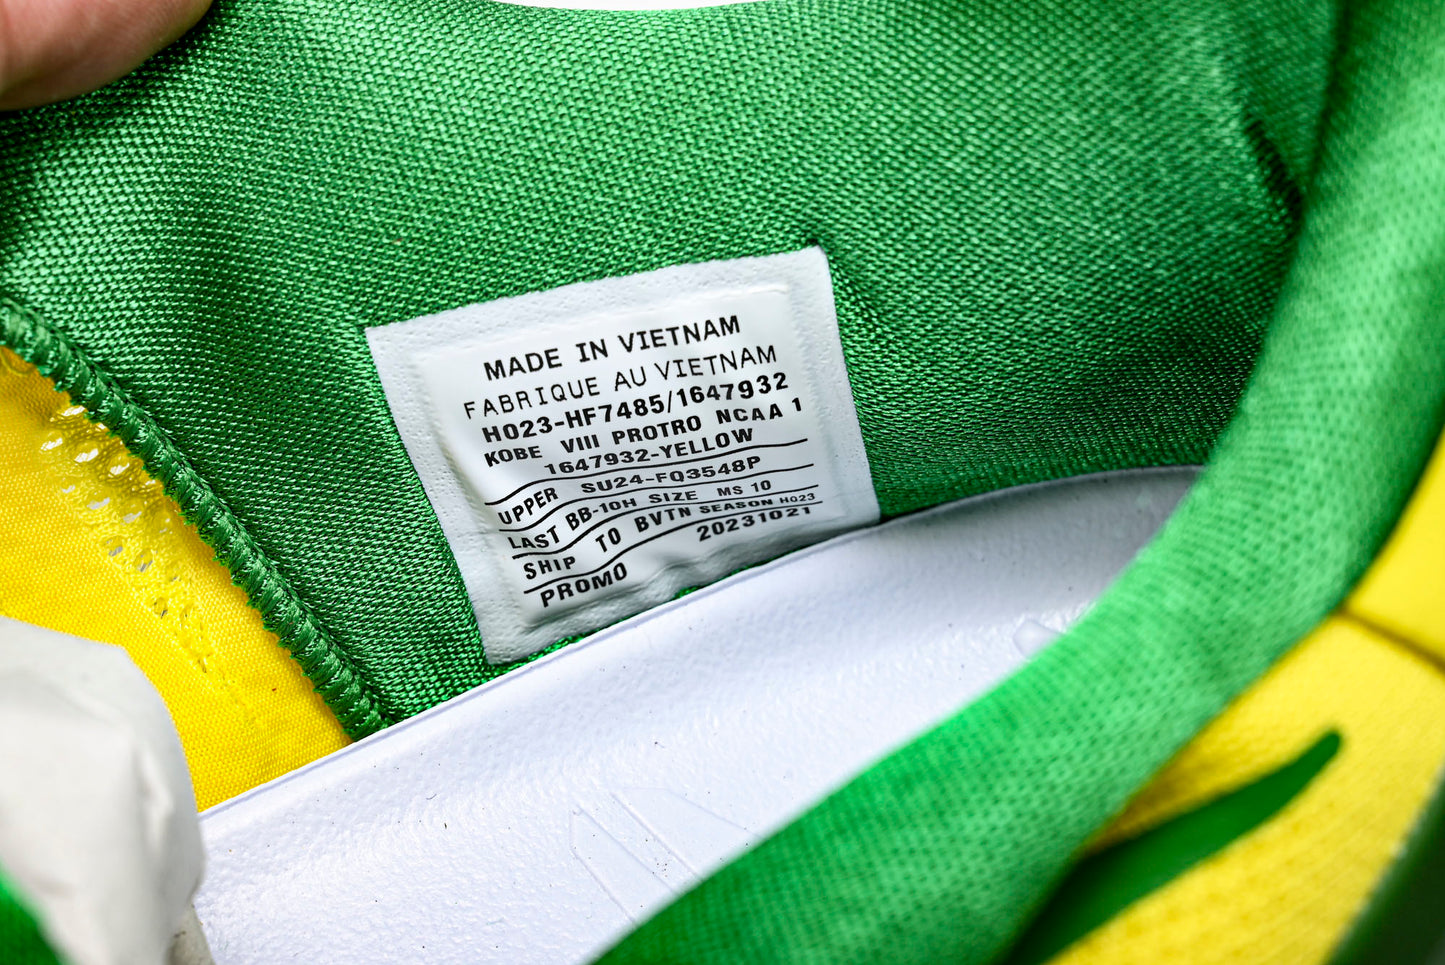 MADE IN VIETNAM
FABRIQUE AU VIETNAM
HO23-HF7485/1647932
KOBE VIII PROTRO NCAA 1
1647932-YELLOW
UPPER SU24-FQ3548P
LAST BB-10H SIZE MS 10
SHIP TO BVTN SEASON HO23
PROMO 20231021